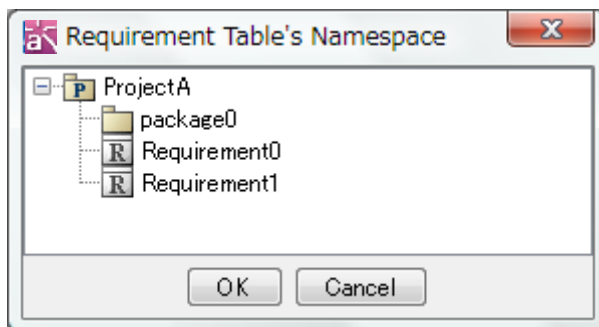 Requirement Table's Namespace
ProjectA
package0
Requirement0
Requirement1
OK Cancel